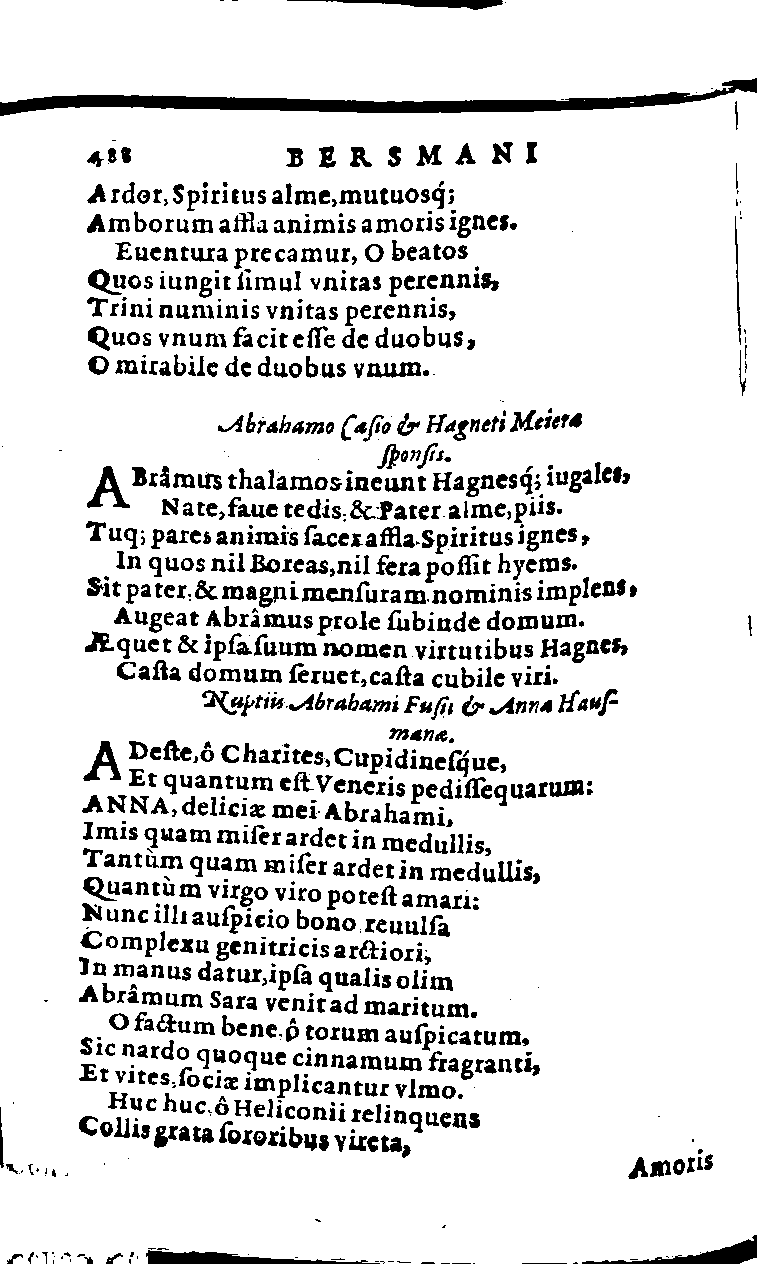 488 BERSMANI
Ardor, Spiritus alme, mutuosq́;
Amborum affla animis amoris ignes.
Euentura precamur, O beatos
Quos iungit ſimul vnitas perennis,
Trini numinis vnitas perennis,
Quos vnum facit eſſe de duobus,
O mirabile de duobus vnum.
Abrahamo Caſio & Hagneti Meieræ
ſponſis.
ABrâmus thalamos ineunt Hagnesq́; iugales,
Nate, faue tedis, & Pater alme, piis.
Tuq; pares animis faces affla Spiritus ignes,
In quos nil Boreas, nil fera poſſit hyems.
Sit pater, & magni menſuram nominis implens,
Augeat Abrâmus prole ſubinde domum.
Æquet & ipſa ſuum nomen virtutibus Hagnes,
Caſta domum ſeruet, caſta cubile viri.
Nuptiis Abrahami Fuſii & Annæ Hauſ-
manæ.
ADeſte, ô Charites, Cupidineſq́ue,
Et quantum eſt Veneris pediſſequarum:
ANNA, deliciæ mei Abrahami,
Imis quam miſer ardet in medullis,
Tantùm quam miſer ardet in medullis,
Quantùm virgo viro poteſt amari:
Nunc illi auſpicio bono reuulſa
Complexu genitricis arctiori,
In manus datur, ipſa qualis olim
Abrâmum Sara venit ad maritum.
O factum bene, ô torum auſpicatum.
Sic nardo quoque cinnamum fragranti,
Et vites, ſociæ implicantur vlmo.
Huc huc, ô Heliconii relinquens
Collis grata ſororibus vireta,
Amoris